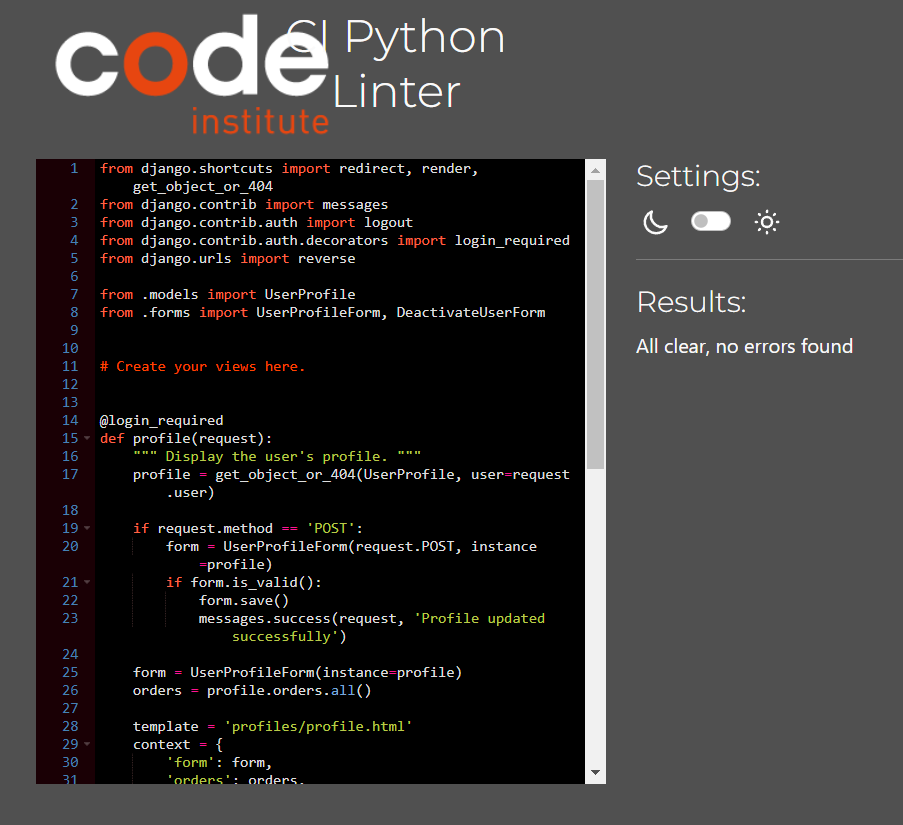 code
institute
CI Python
Linter
1 from django.shortcuts import redirect, render,
get_object_or_404
2 from django.contrib import messages
3 from django.contrib.auth import logout
4 from django.contrib.auth.decorators import login_required
5 from django.urls import reverse
6
7 from .models import UserProfile
8 from .forms import UserProfileForm, DeactivateUserForm
9
10
11 # Create your views here.
12
13
14 @login_required
15 def profile(request):
16 """ Display the user's profile. """
17 profile = get_object_or_404(UserProfile, user=request
.user)
18
19 if request.method == 'POST':
20 form = UserProfileForm(request.POST, instance
=profile)
21 if form.is_valid():
22 form.save()
23 messages.success(request, 'Profile updated
successfully')
24
25 form = UserProfileForm(instance=profile)
26 orders = profile.orders.all()
27
28 template = 'profiles/profile.html'
29 context = {
30 'form': form,
31 'orders': orders,
Settings:
Results:
All clear, no errors found